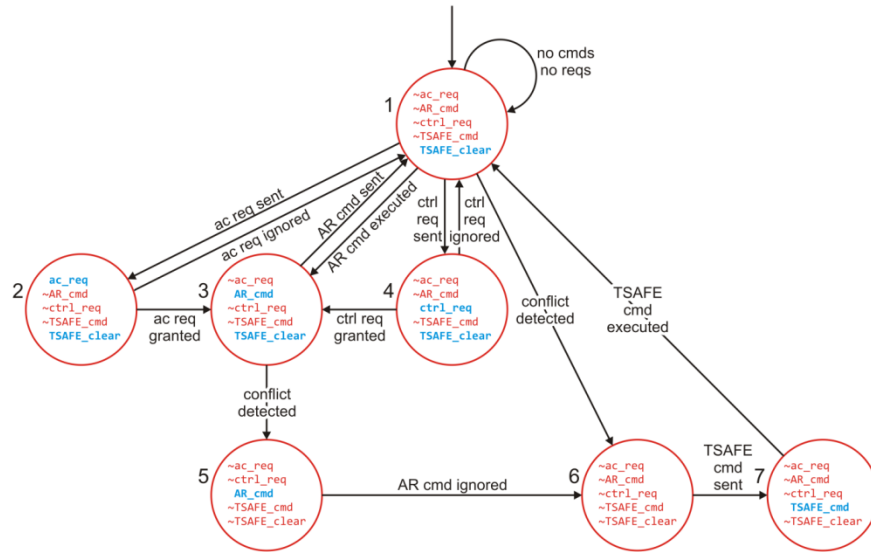 no cmds
no reqs
1
~ac_req
~AR_cmd
~ctrl_req
~TSAFE_cmd
TSAFE_clear
ac req sent
ac req ignored
AR cmd sent
AR cmd executed
ctrl
req
sent
ctrl
req
ignored
2
ac_req
~AR_cmd
~ctrl_req
~TSAFE_cmd
TSAFE_clear
ac req
granted
3
~ac_req
AR_cmd
~ctrl_req
~TSAFE_cmd
TSAFE_clear
ctrl req
granted
4
~ac_req
~AR_cmd
ctrl_req
~TSAFE_cmd
TSAFE_clear
conflict
detected
TSAFE
cmd
executed
conflict
detected
5
~ac_req
~ctrl_req
AR_cmd
~TSAFE_cmd
~TSAFE_clear
AR cmd ignored
6
~ac_req
~AR_cmd
~ctrl_req
~TSAFE_cmd
~TSAFE_clear
TSAFE
cmd
sent
7
~ac_req
~AR_cmd
~ctrl_req
TSAFE_cmd
~TSAFE_clear